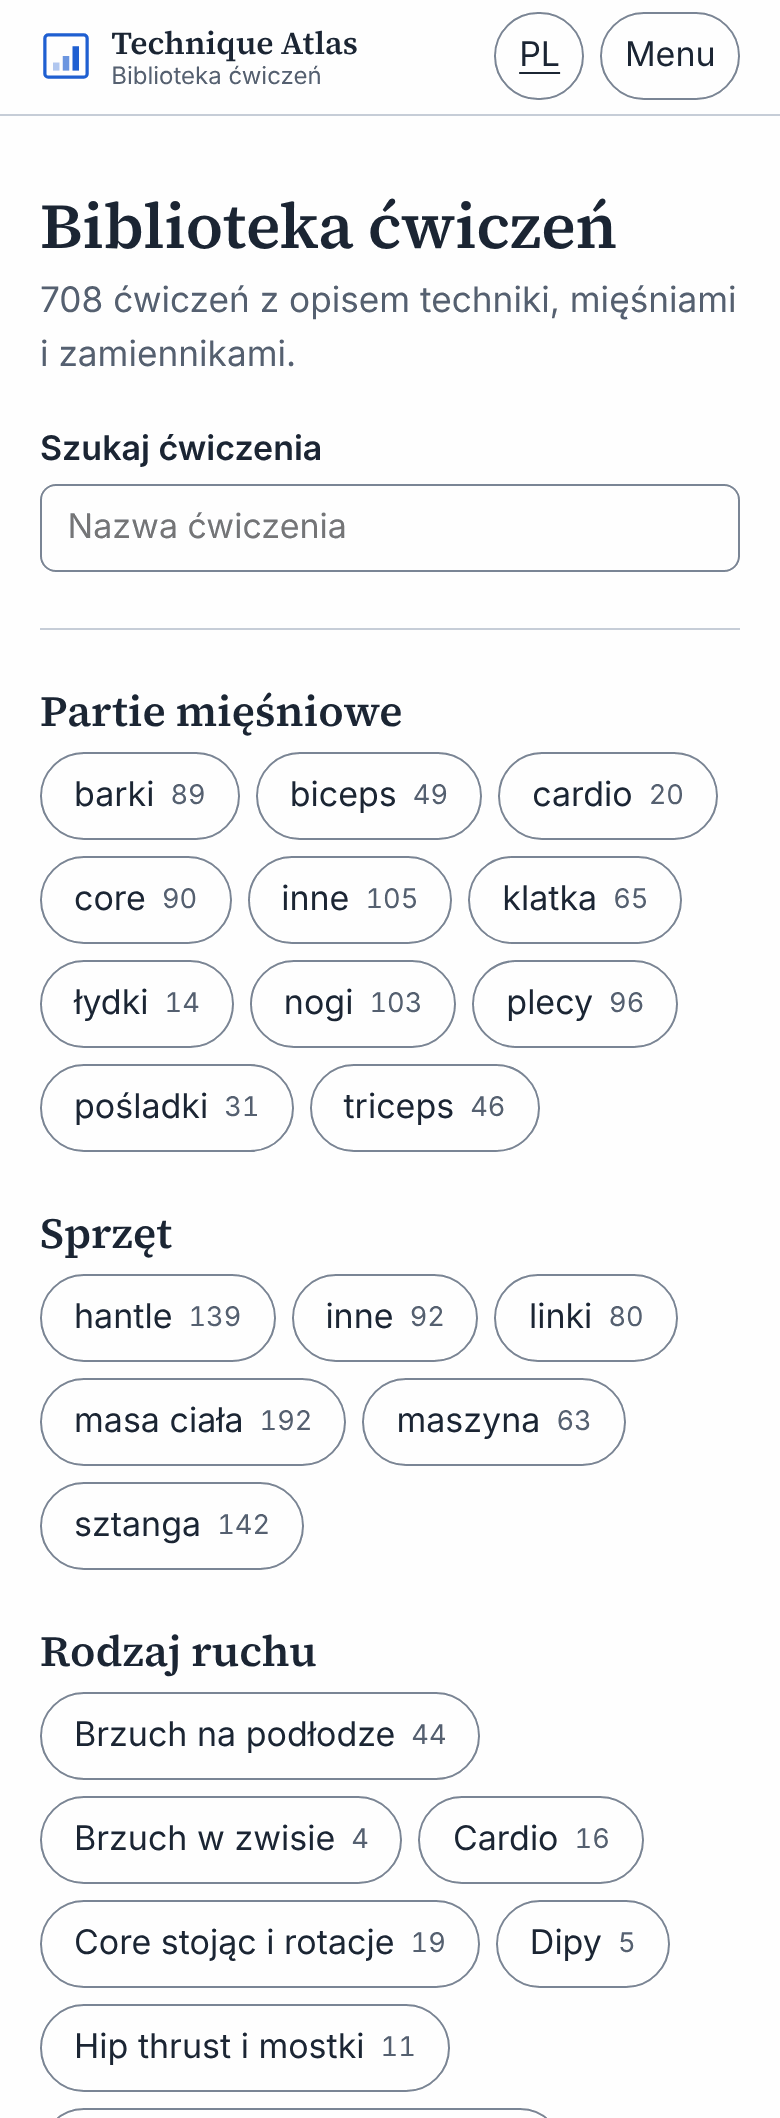 Technique Atlas
Biblioteka ćwiczeń
PL
Menu
Biblioteka ćwiczeń
708 ćwiczeń z opisem techniki, mięśniami
i zamiennikami.
Szukaj ćwiczenia
Nazwa ćwiczenia
Partie mięśniowe
barki 89 biceps 49 cardio 20
core 90 inne 105 klatka 65
łydki 14 nogi 103 plecy 96
pośladki 31 triceps 46
Sprzęt
hantle 139 inne 92 linki 80
masa ciała 192 maszyna 63
sztanga 142
Rodzaj ruchu
Brzuch na podłodze 44
Brzuch w zwisie 4 Cardio 16
Core stojąc i rotacje 19 Dipy 5
Hip thrust i mostki 11